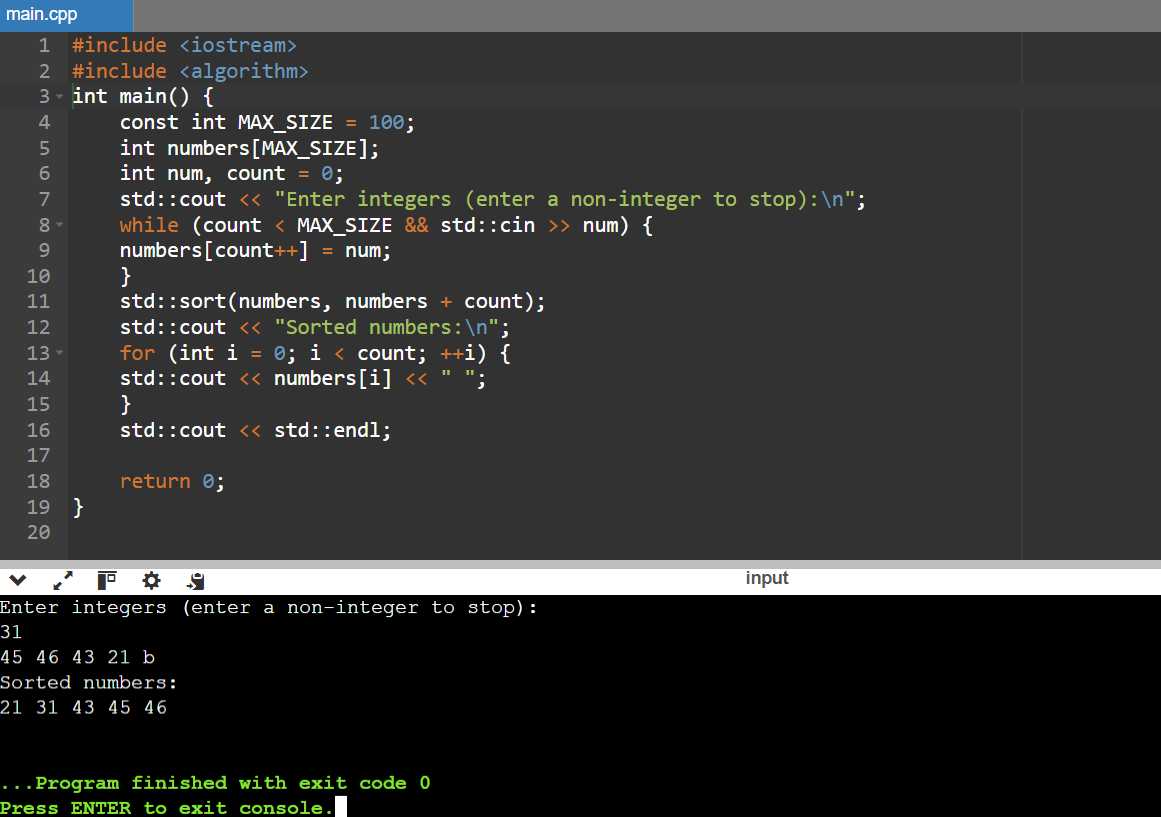 main.cpp
1 #include <iostream>
2 #include <algorithm>
3 int main() {
4     const int MAX_SIZE = 100;
5     int numbers[MAX_SIZE];
6     int num, count = 0;
7     std::cout << "Enter integers (enter a non-integer to stop):\n";
8     while (count < MAX_SIZE && std::cin >> num) {
9     numbers[count++] = num;
10     }
11     std::sort(numbers, numbers + count);
12     std::cout << "Sorted numbers:\n";
13     for (int i = 0; i < count; ++i) {
14     std::cout << numbers[i] << " ";
15     }
16     std::cout << std::endl;
17
18     return 0;
19 }
20
input
Enter integers (enter a non-integer to stop):
31
45 46 43 21 b
Sorted numbers:
21 31 43 45 46
...Program finished with exit code 0
Press ENTER to exit console.